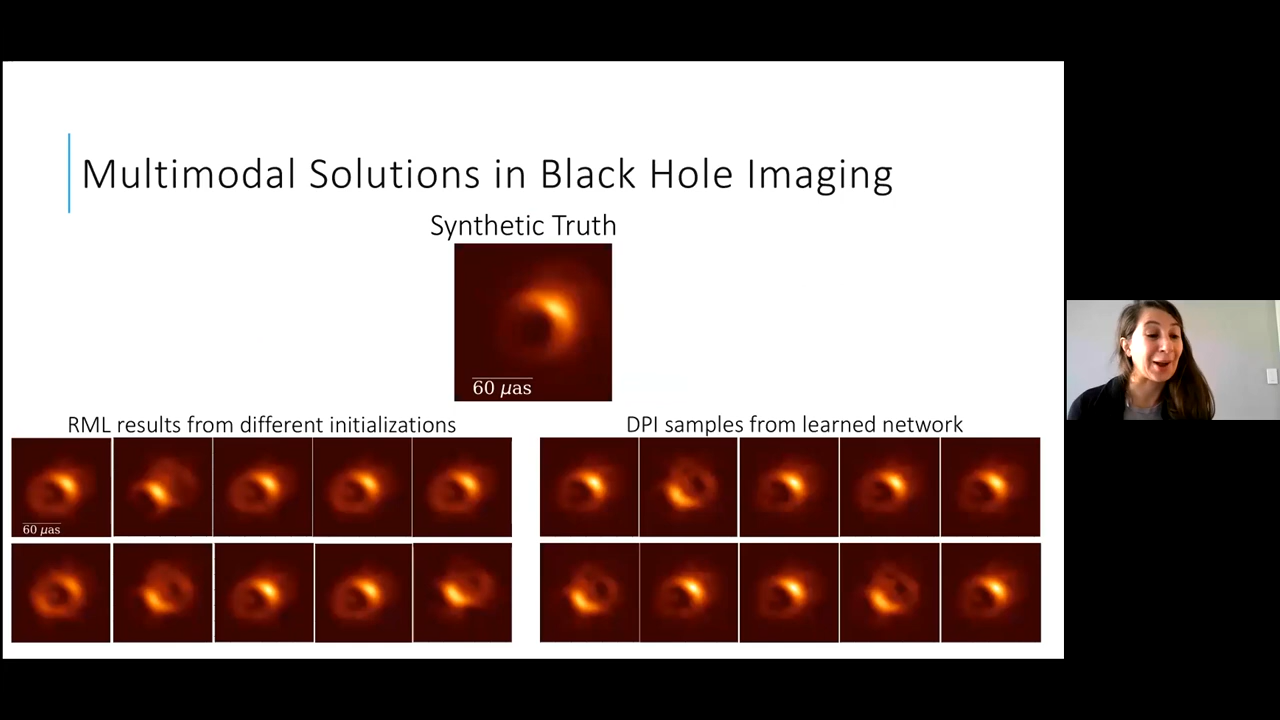 Multimodal Solutions in Black Hole Imaging
Synthetic Truth
60 μas
RML results from different initializations
60 μas
DPI samples from learned network